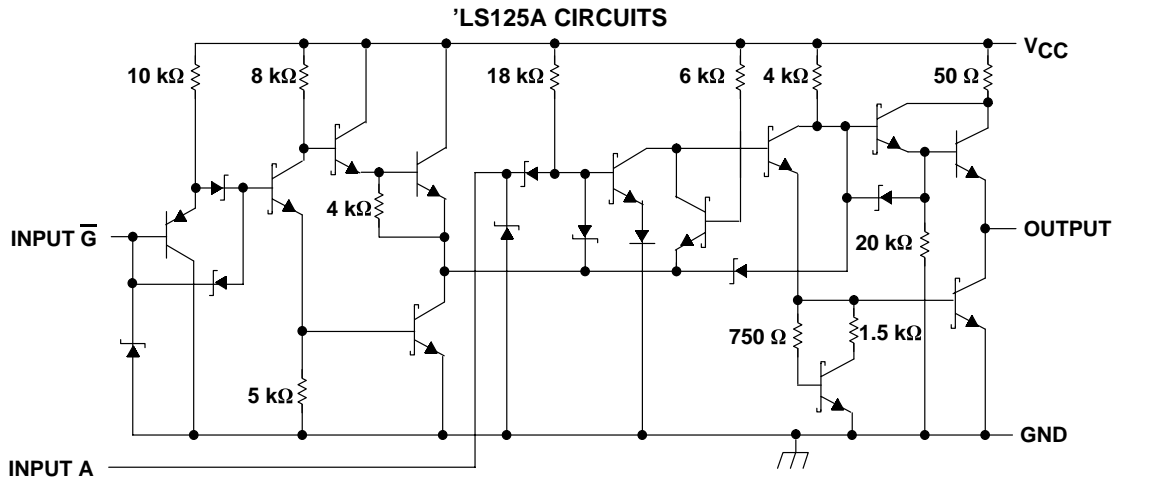 'LS125A CIRCUITS
VCC
10 kΩ
8 kΩ
18 kΩ
6 kΩ
4 kΩ
50 Ω
4 kΩ
INPUT G̅
OUTPUT
20 kΩ
750 Ω
1.5 kΩ
5 kΩ
GND
INPUT A